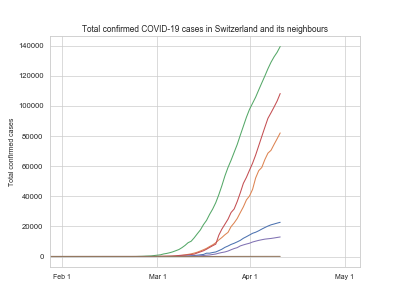 Total confirmed COVID-19 cases in Switzerland and its neighbours
140000
120000
100000
80000
60000
40000
20000
0
Total confirmed cases
Feb 1
Mar 1
Apr 1
May 1